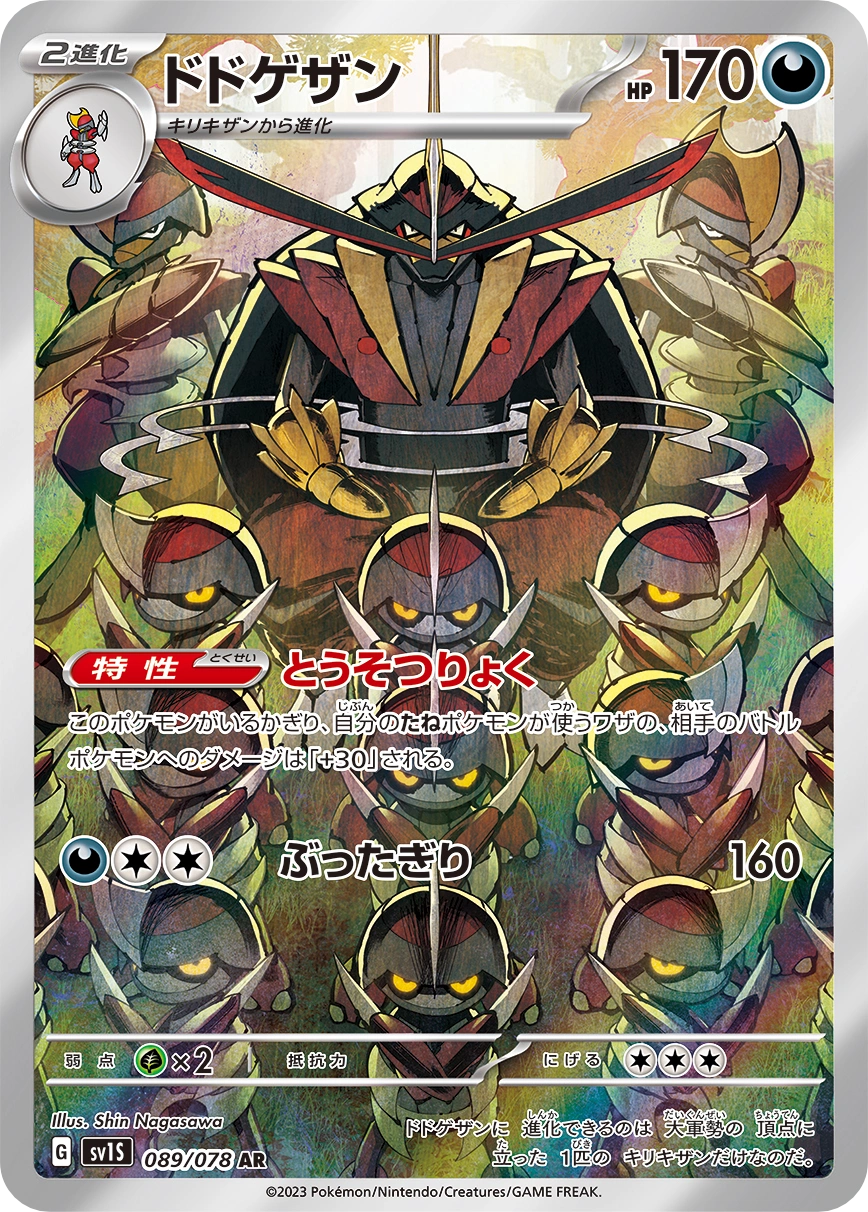 2進化
ドドゲザン
HP 170
キリキザンから進化
特性 とくせい とうそつりょく
このポケモンがいるかぎり、自分のたねポケモンが使うワザの、相手のバトル
ポケモンへのダメージは「+30」される。
ぶったぎり 160
弱点 ×2 抵抗力 にげる
Illus. Shin Nagasawa
G sv1S 089/078 AR
ドドゲザンに 進化できるのは 大軍勢の 頂点に
立った 1匹の キリキザンだけなのだ。
©2023 Pokémon/Nintendo/Creatures/GAME FREAK.